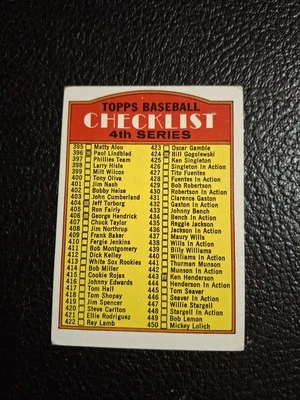 TOPPS BASEBALL
CHECKLIST
4th SERIES
395 Matty Alou
396 Paul Lindblad
397 Phillies Team
398 Larry Hisle
399 Milt Wilcox
400 Tony Oliva
401 Jim Nash
402 Bobby Heise
403 John Cumberland
404 Jeff Torborg
405 Ron Fairly
406 George Hendrick
407 Chuck Taylor
408 Jim Northrup
409 Frank Baker
410 Fergie Jenkins
411 Bob Montgomery
412 Dick Kelley
413 White Sox Rookies
414 Bob Miller
415 Cookie Rojas
416 Johnny Edwards
417 Tom Hall
418 Tom Shopay
419 Jim Spencer
420 Steve Carlton
421 Ellie Rodriguez
422 Ray Lamb
423 Oscar Gamble
424 Bill Gogolewski
425 Ken Singleton
426 Singleton In Action
427 Tito Fuentes
428 Fuentes In Action
429 Bob Robertson
430 Robertson In Action
431 Clarence Gaston
432 Gaston In Action
433 Johnny Bench
434 Bench In Action
435 Reggie Jackson
436 Jackson In Action
437 Maury Wills
438 Wills In Action
439 Billy Williams
440 Williams In Action
441 Thurman Munson
442 Munson In Action
443 Ken Henderson
444 Henderson In Action
445 Tom Seaver
446 Seaver In Action
447 Willie Stargell
448 Stargell In Action
449 Bob Lemon
450 Mickey Lolich